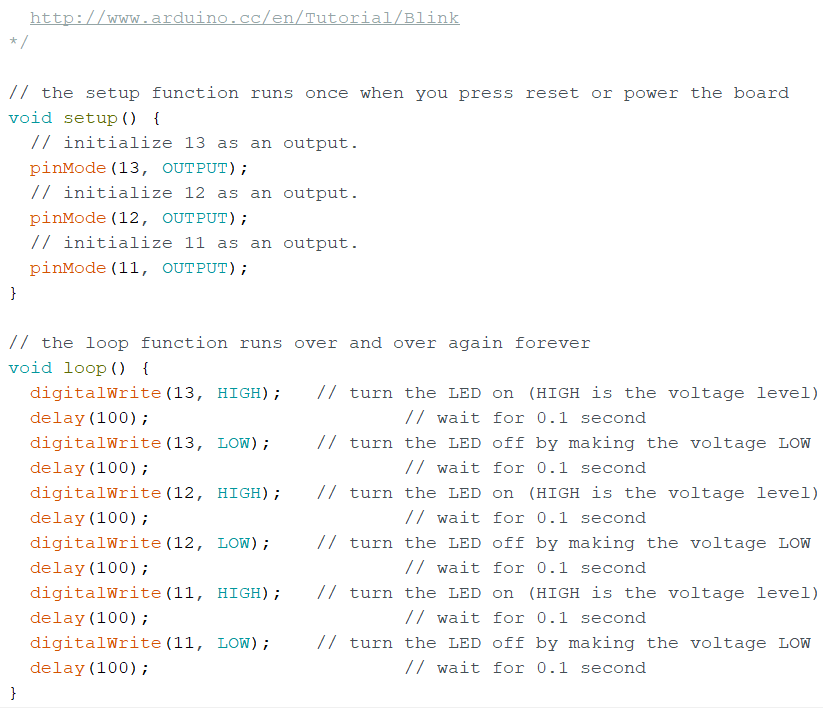 http://www.arduino.cc/en/Tutorial/Blink
*/

// the setup function runs once when you press reset or power the board
void setup() {
  // initialize 13 as an output.
  pinMode(13, OUTPUT);
  // initialize 12 as an output.
  pinMode(12, OUTPUT);
  // initialize 11 as an output.
  pinMode(11, OUTPUT);
}

// the loop function runs over and over again forever
void loop() {
  digitalWrite(13, HIGH);   // turn the LED on (HIGH is the voltage level)
  delay(100);                       // wait for 0.1 second
  digitalWrite(13, LOW);    // turn the LED off by making the voltage LOW
  delay(100);                       // wait for 0.1 second
  digitalWrite(12, HIGH);   // turn the LED on (HIGH is the voltage level)
  delay(100);                       // wait for 0.1 second
  digitalWrite(12, LOW);    // turn the LED off by making the voltage LOW
  delay(100);                       // wait for 0.1 second
  digitalWrite(11, HIGH);   // turn the LED on (HIGH is the voltage level)
  delay(100);                       // wait for 0.1 second
  digitalWrite(11, LOW);    // turn the LED off by making the voltage LOW
  delay(100);                       // wait for 0.1 second
}